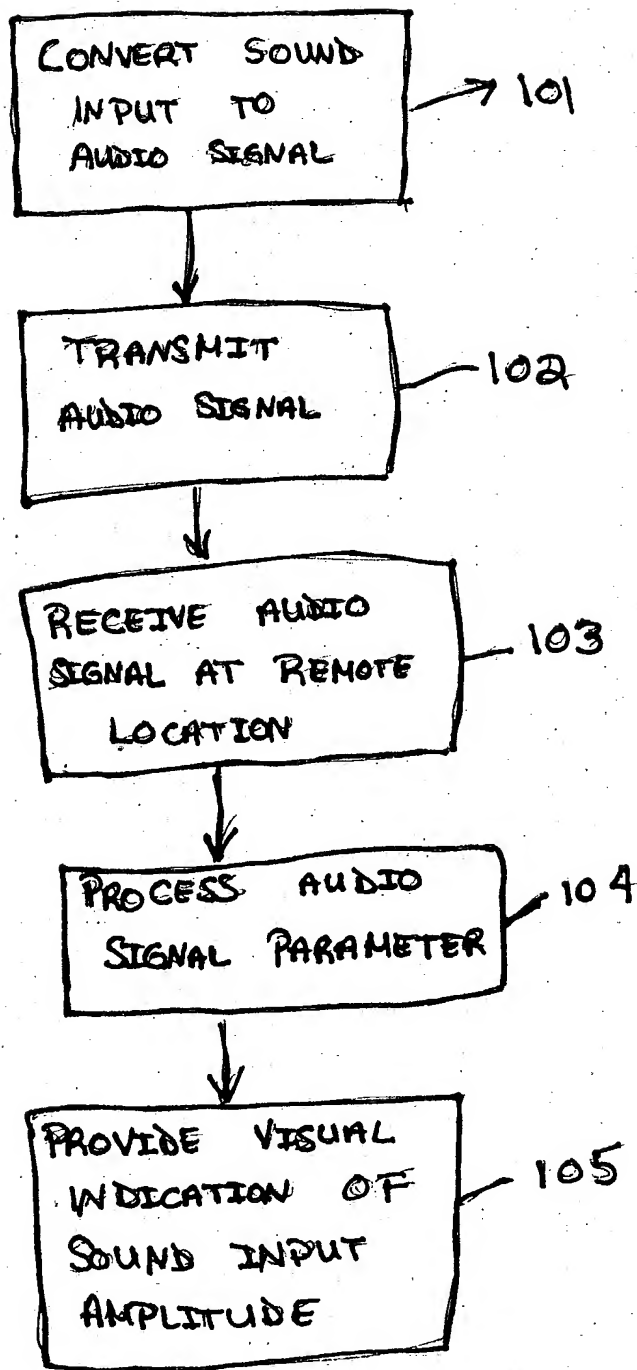 CONVERT SOUND
INPUT TO
AUDIO SIGNAL
101
TRANSMIT
AUDIO SIGNAL
102
RECEIVE AUDIO
SIGNAL AT REMOTE
LOCATION
103
PROCESS AUDIO
SIGNAL PARAMETER
104
PROVIDE VISUAL
INDICATION OF
SOUND INPUT
AMPLITUDE
105